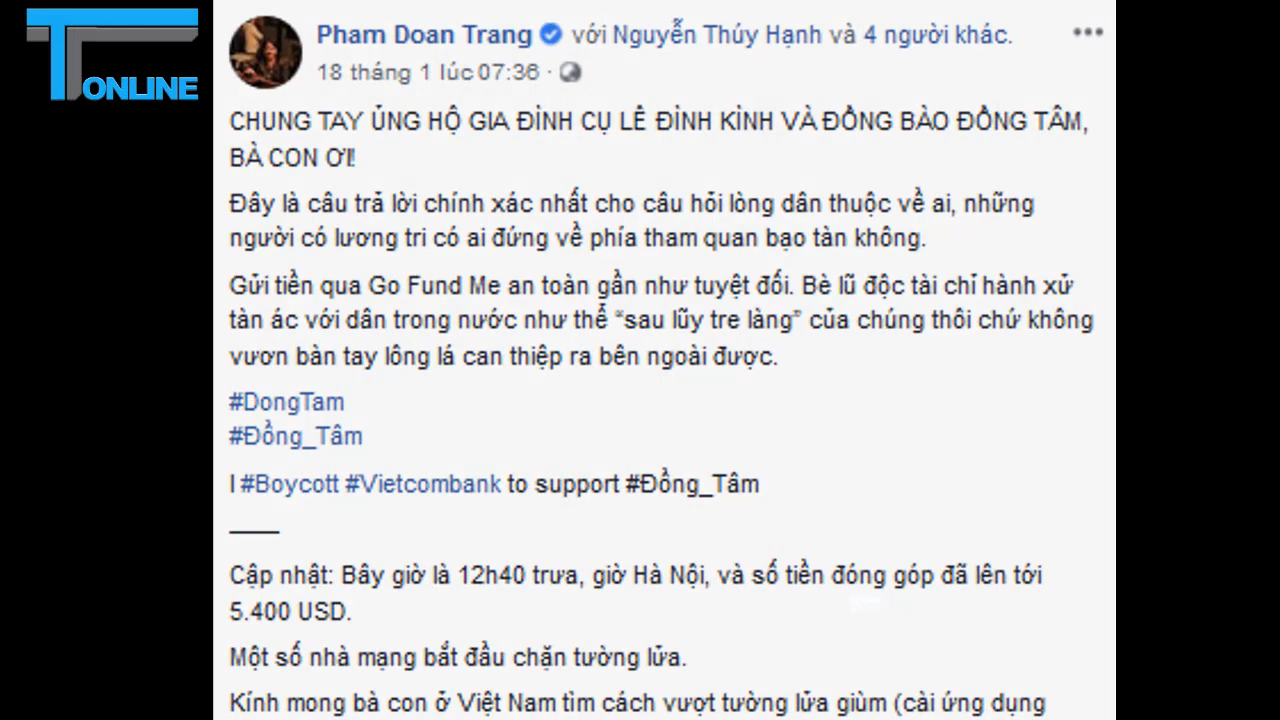 TT ONLINE
Pham Doan Trang với Nguyễn Thúy Hạnh và 4 người khác.
18 tháng 1 lúc 07:36 ·
CHUNG TAY ỦNG HỘ GIA ĐÌNH CỤ LÊ ĐÌNH KÌNH VÀ ĐỒNG BÀO ĐỒNG TÂM,
BÀ CON ƠI!
Đây là câu trả lời chính xác nhất cho câu hỏi lòng dân thuộc về ai, những
người có lương tri có ai đứng về phía tham quan bạo tàn không.
Gửi tiền qua Go Fund Me an toàn gần như tuyệt đối. Bè lũ độc tài chỉ hành xử
tàn ác với dân trong nước như thể “sau lũy tre làng” của chúng thôi chứ không
vươn bàn tay lông lá can thiệp ra bên ngoài được.
#DongTam
#Đồng_Tâm
I #Boycott #Vietcombank to support #Đồng_Tâm
——
Cập nhật: Bây giờ là 12h40 trưa, giờ Hà Nội, và số tiền đóng góp đã lên tới
5.400 USD.
Một số nhà mạng bắt đầu chặn tường lửa.
Kính mong bà con ở Việt Nam tìm cách vượt tường lửa giùm (cài ứng dụng